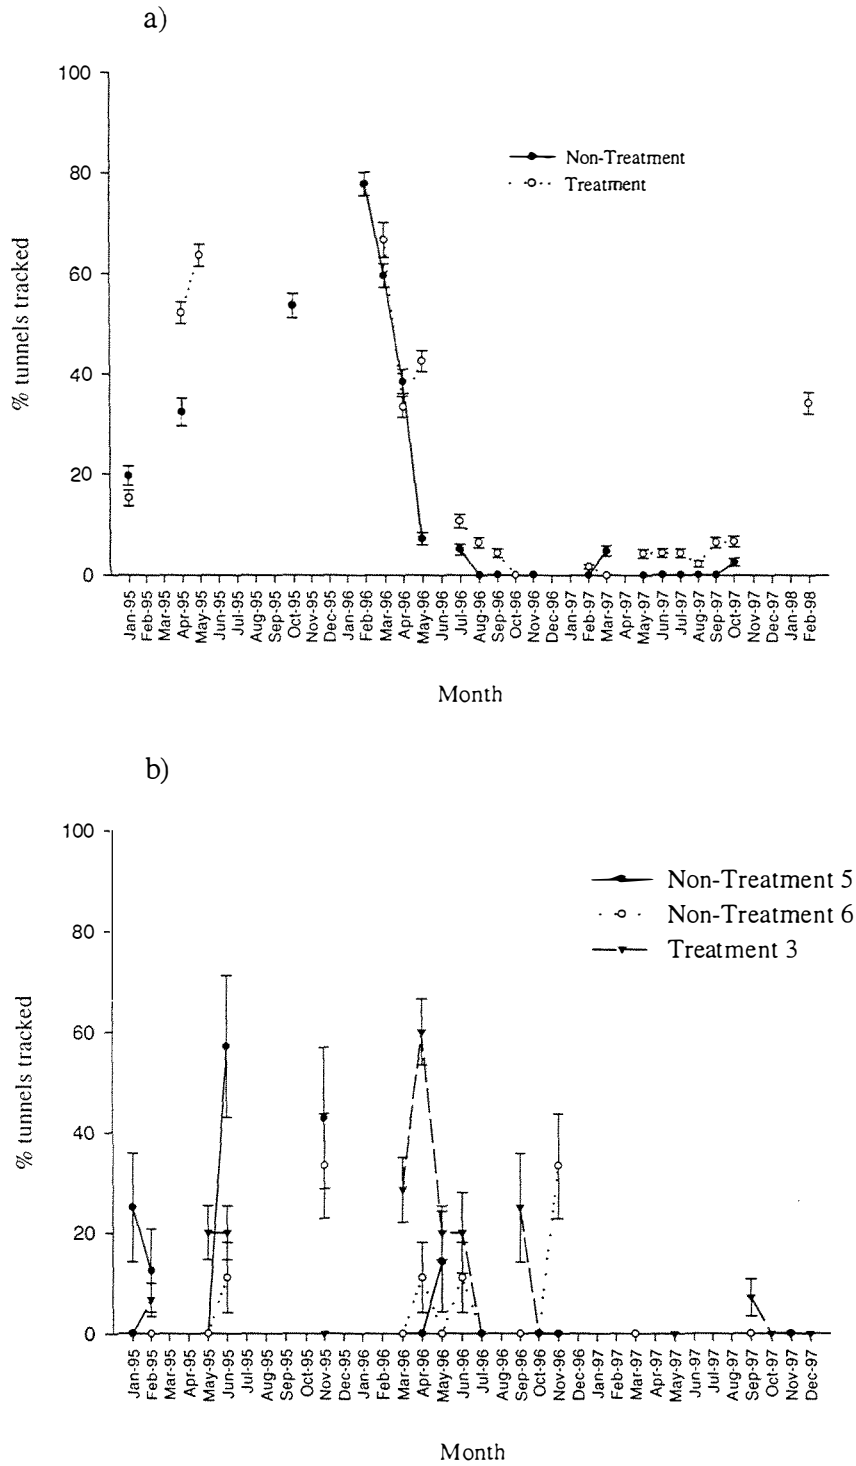 a)
100
80
60
40
20
0
% tunnels tracked
Non-Treatment
Treatment
Jan-95 Feb-95 Mar-95 Apr-95 May-95 Jun-95 Jul-95 Aug-95 Sep-95 Oct-95 Nov-95 Dec-95 Jan-96 Feb-96 Mar-96 Apr-96 May-96 Jun-96 Jul-96 Aug-96 Sep-96 Oct-96 Nov-96 Dec-96 Jan-97 Feb-97 Mar-97 Apr-97 May-97 Jun-97 Jul-97 Aug-97 Sep-97 Oct-97 Nov-97 Dec-97 Jan-98 Feb-98
Month
b)
100
80
60
40
20
0
% tunnels tracked
Non-Treatment 5
Non-Treatment 6
Treatment 3
Jan-95 Feb-95 Mar-95 Apr-95 May-95 Jun-95 Jul-95 Aug-95 Sep-95 Oct-95 Nov-95 Dec-95 Jan-96 Feb-96 Mar-96 Apr-96 May-96 Jun-96 Jul-96 Aug-96 Sep-96 Oct-96 Nov-96 Dec-96 Jan-97 Feb-97 Mar-97 Apr-97 May-97 Jun-97 Jul-97 Aug-97 Sep-97 Oct-97 Nov-97 Dec-97
Month